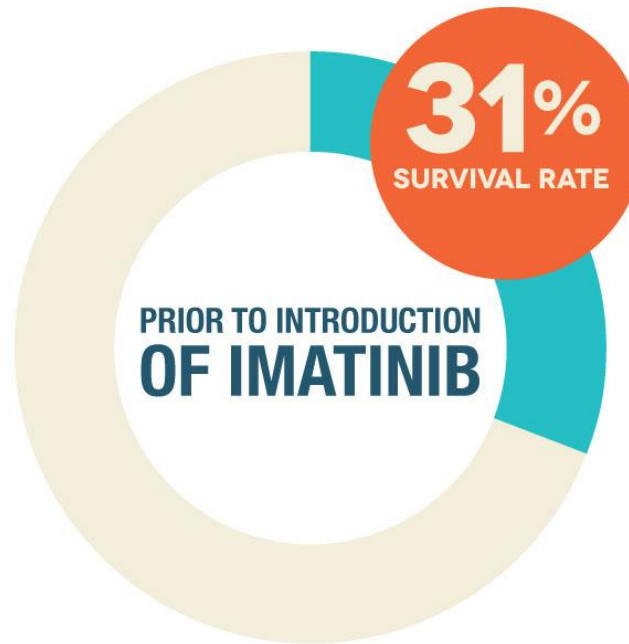 31%
SURVIVAL RATE
PRIOR TO INTRODUCTION
OF IMATINIB